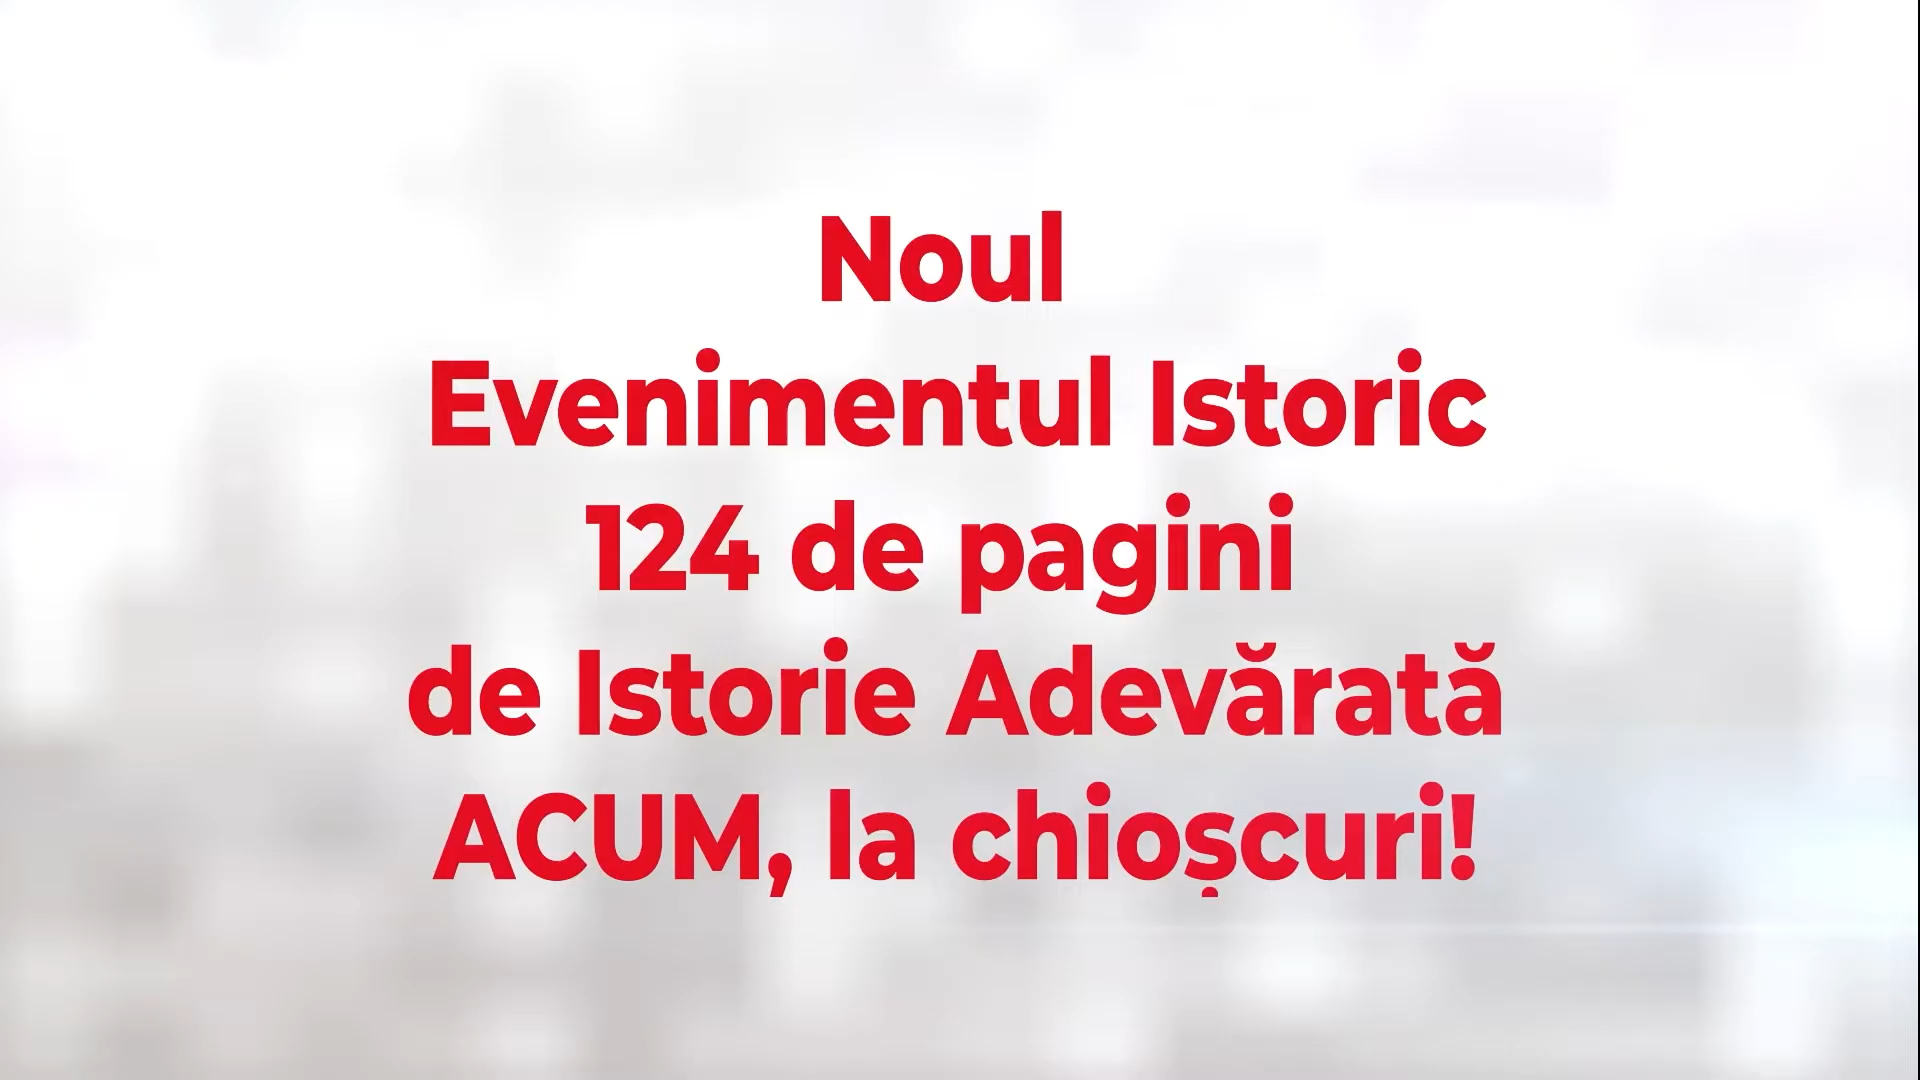 Noul
Evenimentul Istoric
124 de pagini
de Istorie Adevărată
ACUM, la chioșcuri!